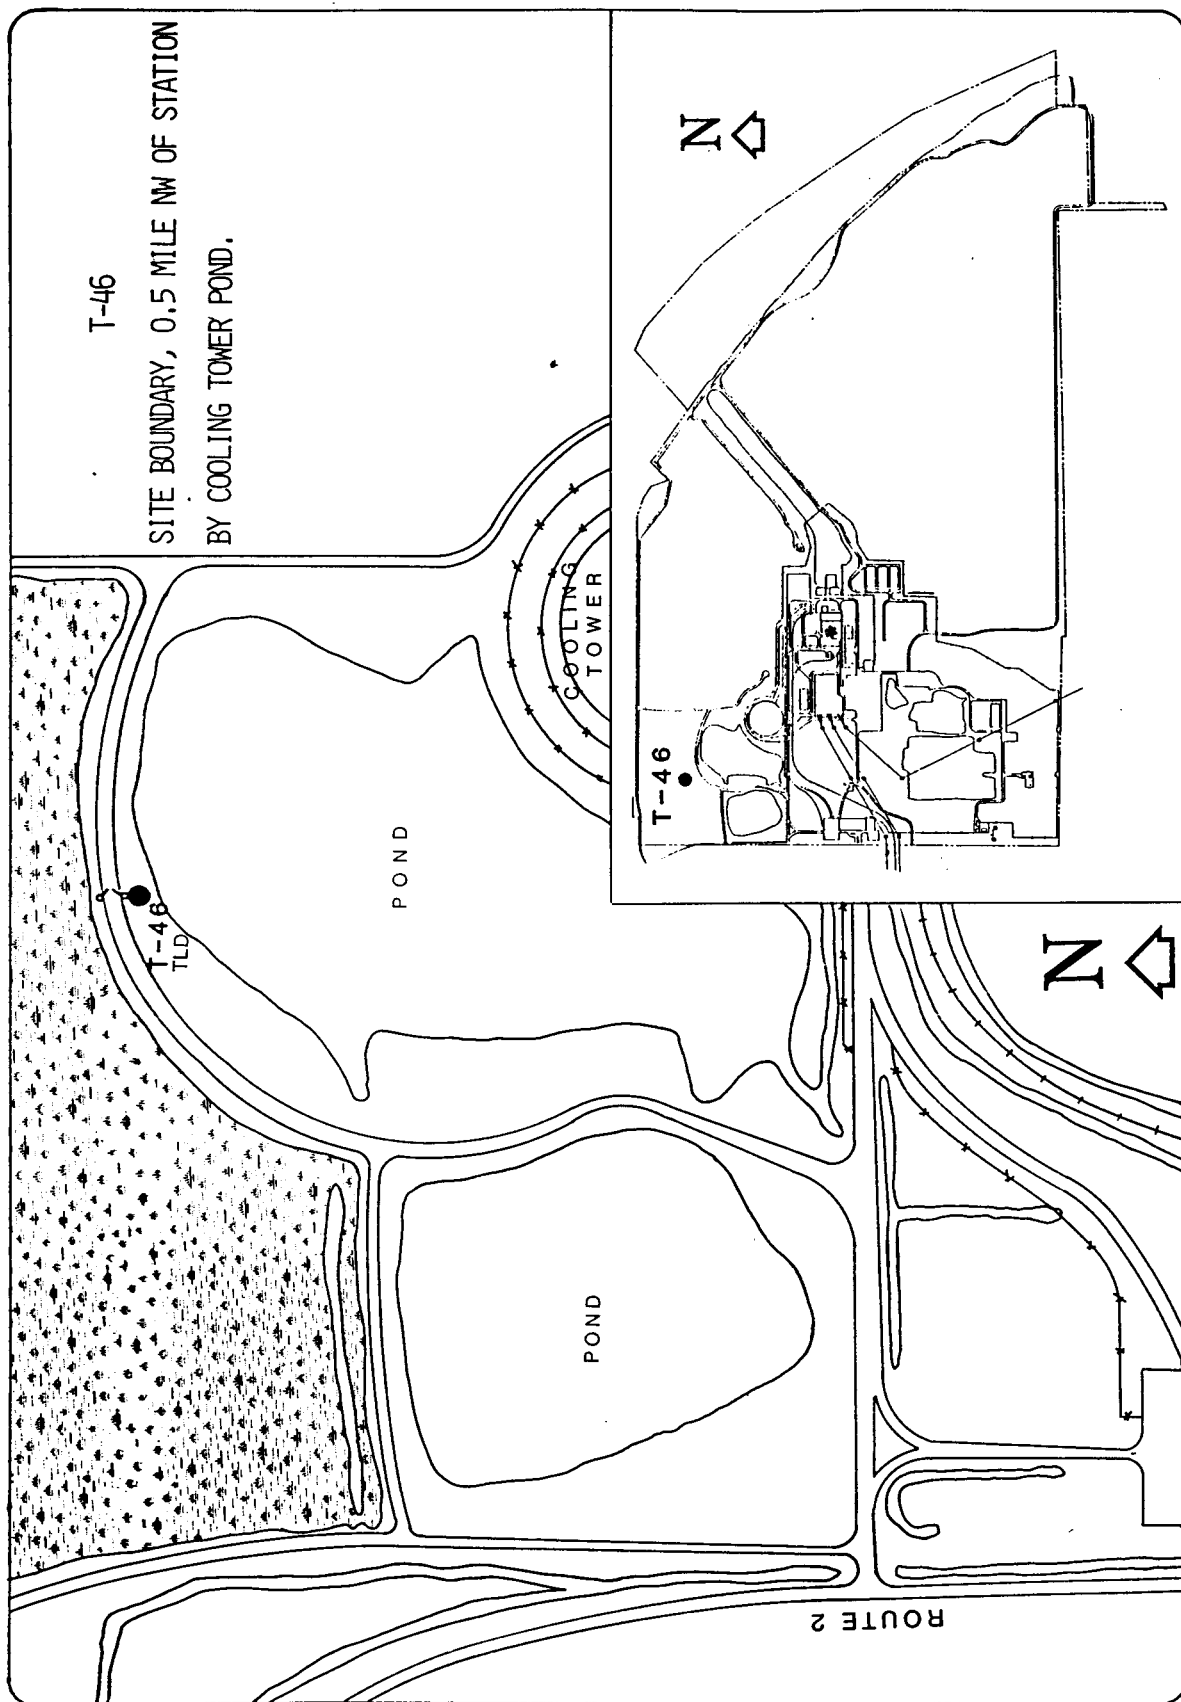 T-46
SITE BOUNDARY, 0.5 MILE NW OF STATION
BY COOLING TOWER POND.
N
T-46
COOLING
TOWER
POND
T-46
TLD
N
POND
ROUTE 2